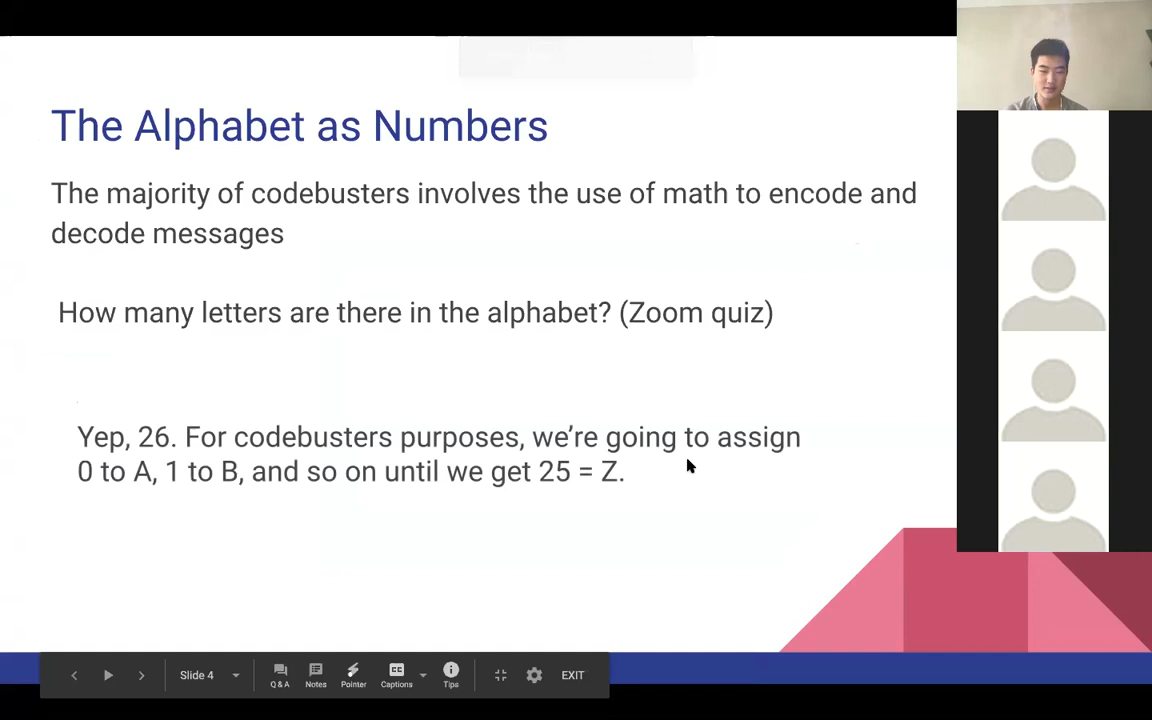 The Alphabet as Numbers
The majority of codebusters involves the use of math to encode and
decode messages
How many letters are there in the alphabet? (Zoom quiz)
Yep, 26. For codebusters purposes, we’re going to assign
0 to A, 1 to B, and so on until we get 25 = Z.
Slide 4
Q & A
Notes
Pointer
CC
Captions
Tips
EXIT